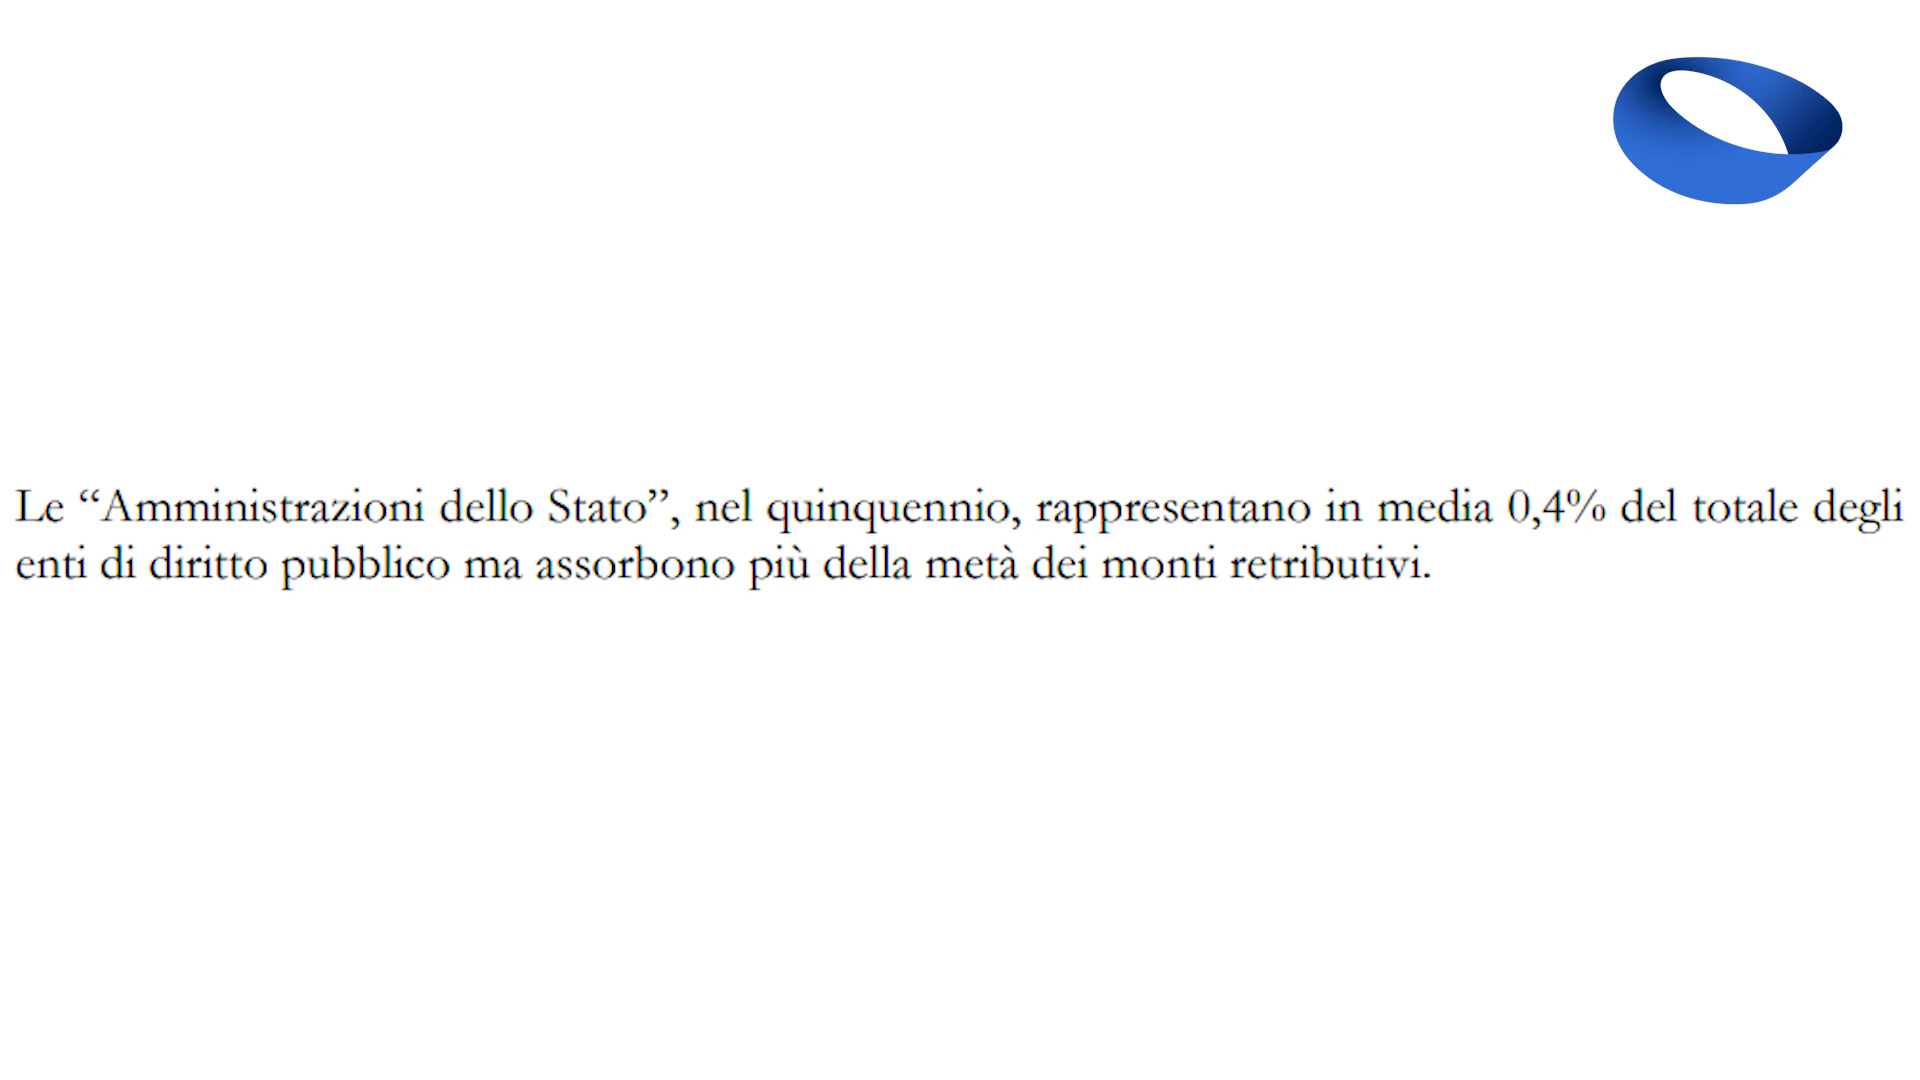 Le “Amministrazioni dello Stato”, nel quinquennio, rappresentano in media 0,4% del totale degli
enti di diritto pubblico ma assorbono più della metà dei monti retributivi.